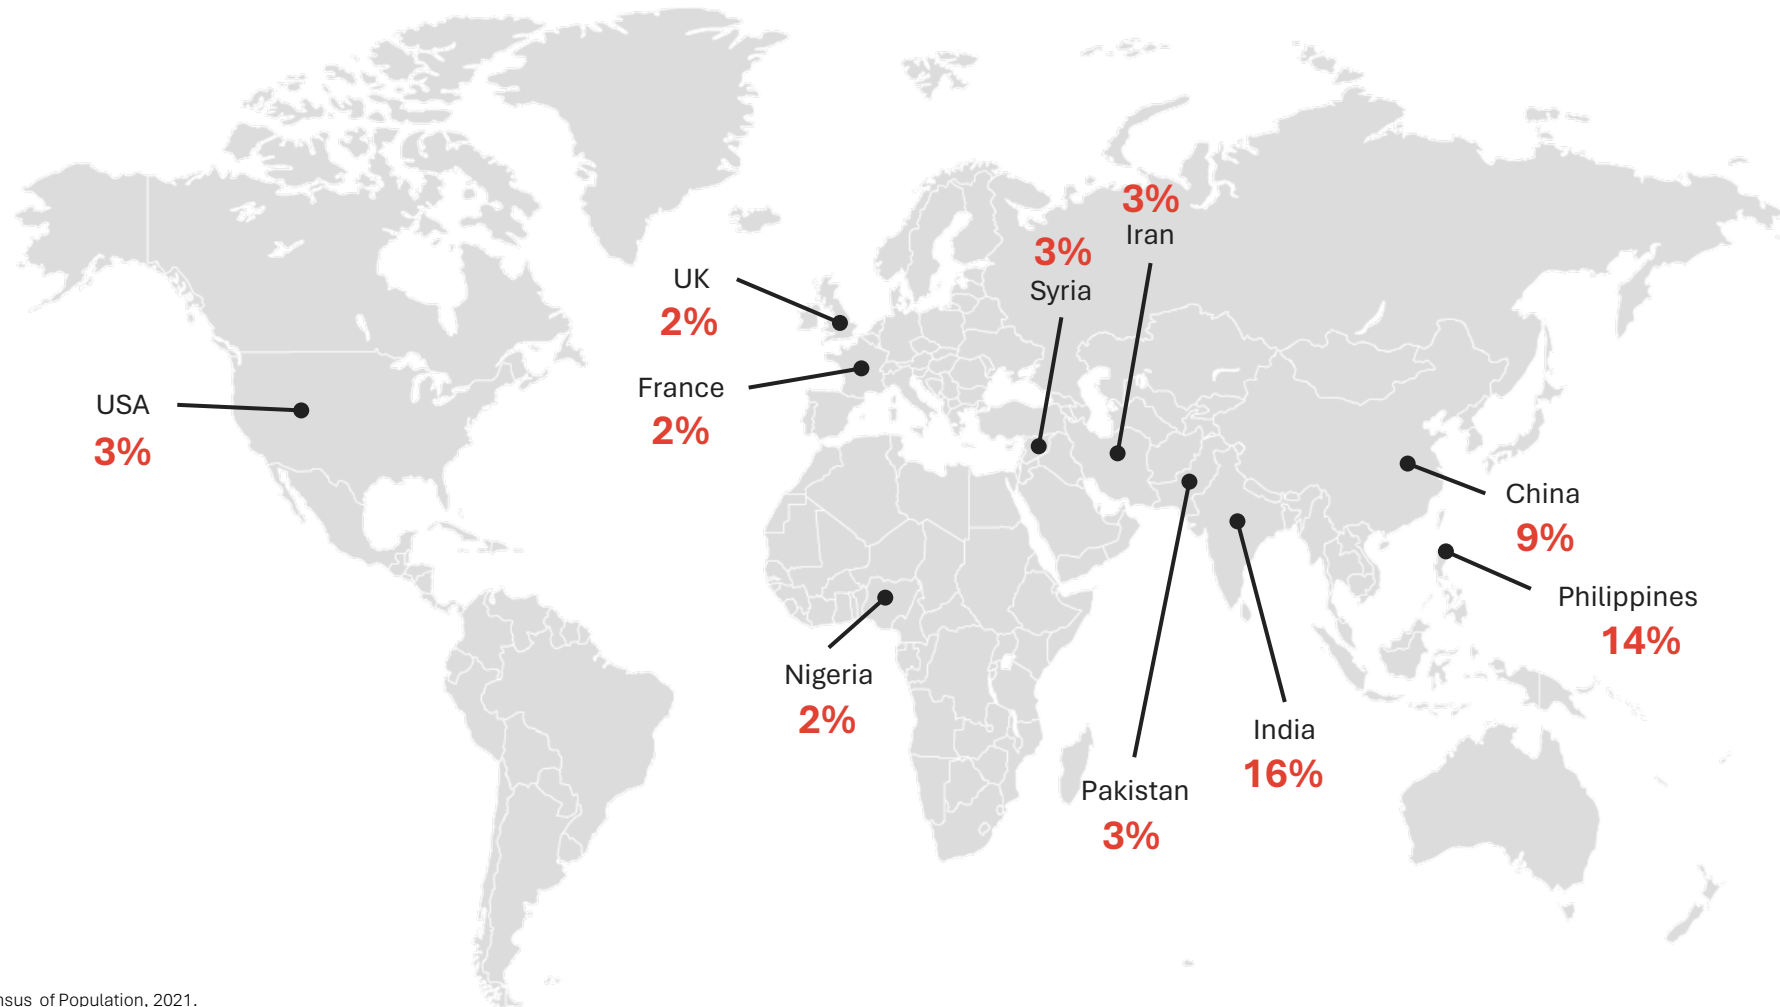 3%
Iran
3%
Syria
UK
2%
France
2%
USA
3%
China
9%
Philippines
14%
Nigeria
2%
India
16%
Pakistan
3%
of Population, 2021.